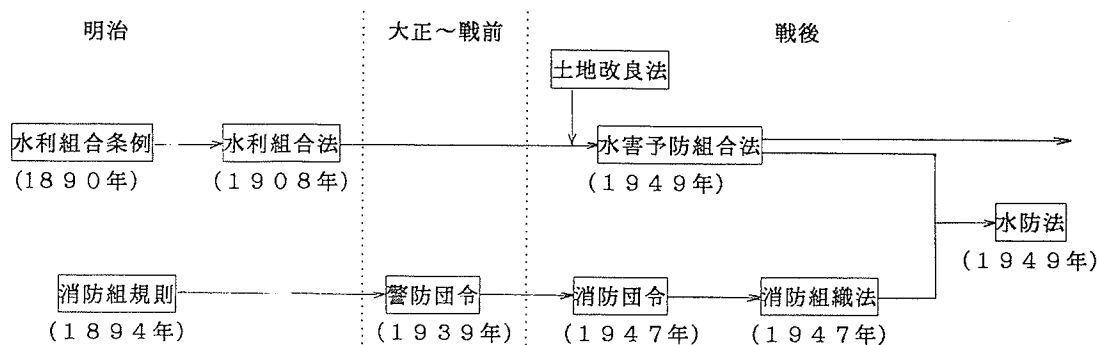 明治 大正～戦前 戦後
土地改良法
水利組合条例 水利組合法 水害予防組合法
(1890年) (1908年) (1949年)
水防法
(1949年)
消防組規則 警防団令 消防団令 消防組織法
(1894年) (1939年) (1947年) (1947年)